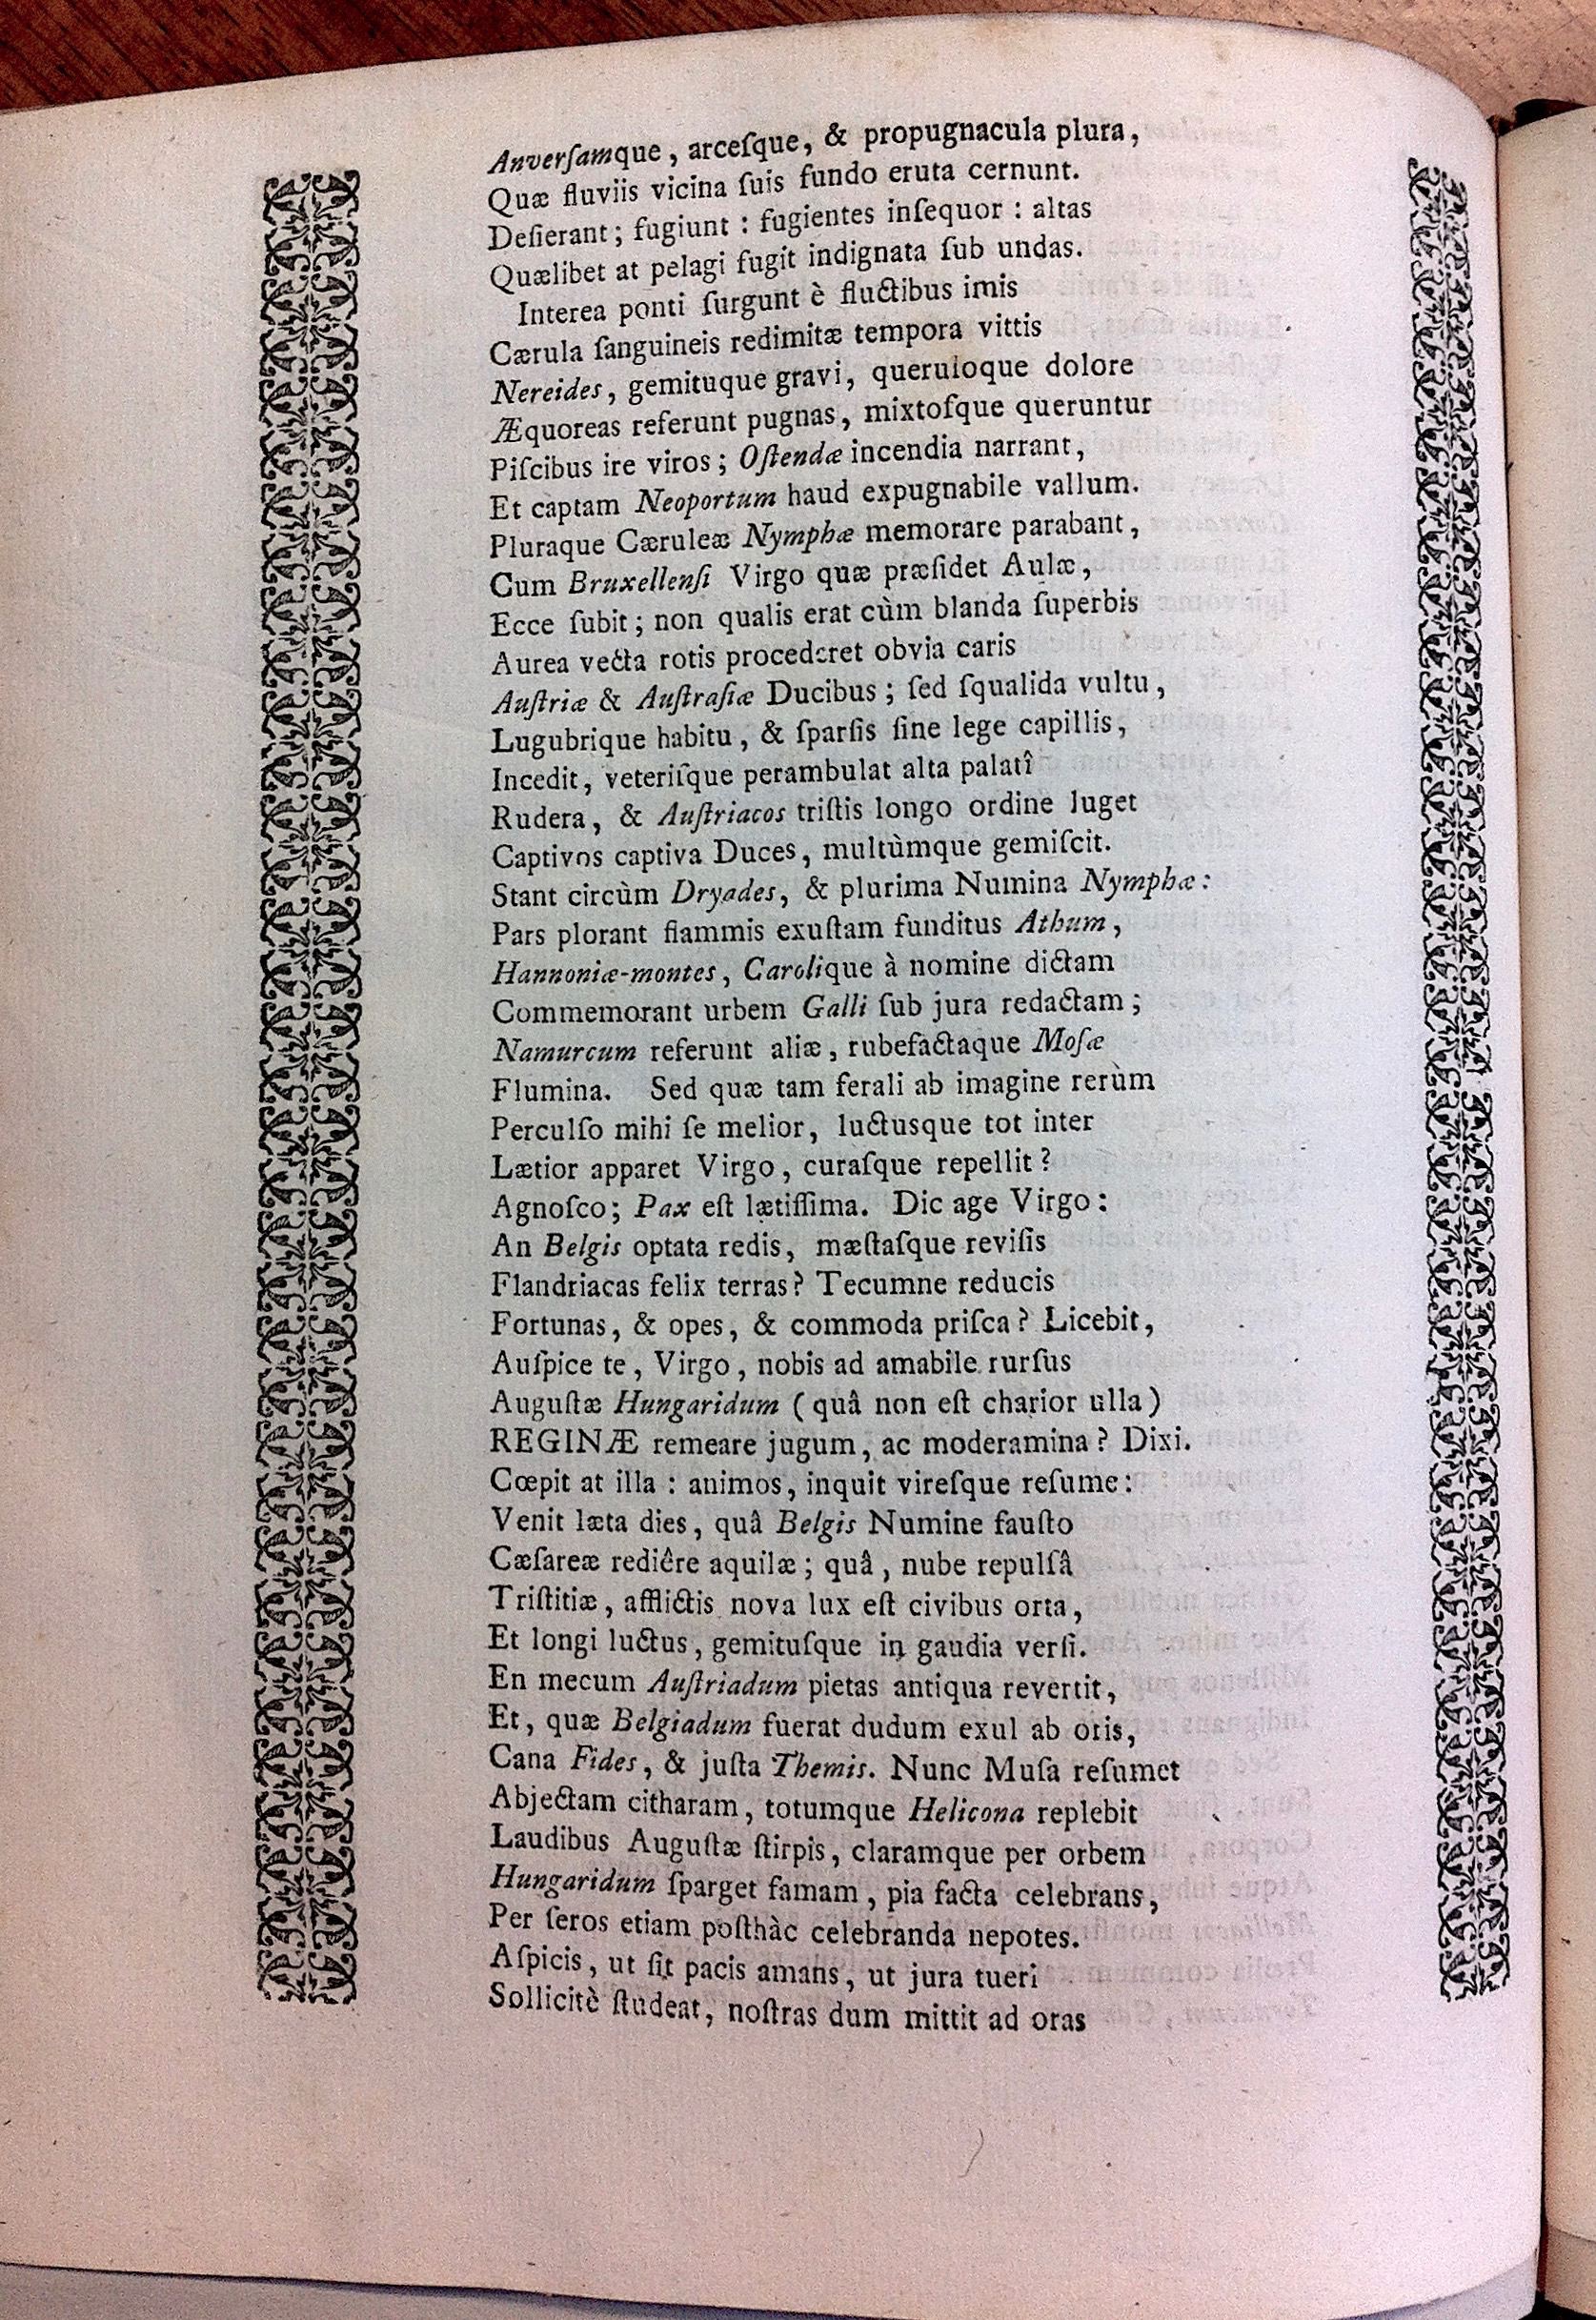 Anverſamque, arceſque, & propugnacula plura,
Quæ fluviis vicina ſuis fundo eruta cernunt.
Deſierant; fugiunt: fugientes inſequor: altas
Quælibet at pelagi fugit indignata ſub undas.
Interea ponti ſurgunt è fluctibus imis
Cærula ſanguineis redimitæ tempora vittis
Nereides, gemituque gravi, queruloque dolore
Æquoreas referunt pugnas, mixtoſque queruntur
Piſcibus ire viros; Oſtendæ incendia narrant,
Et captam Neoportum haud expugnabile vallum.
Pluraque Cæruleæ Nymphæ memorare parabant,
Cum Bruxellenſi Virgo quæ præſidet Aulæ,
Ecce ſubit; non qualis erat cùm blanda ſuperbis
Aurea vecta rotis procederet obvia caris
Auſtriæ & Auſtraſiæ Ducibus; ſed ſqualida vultu,
Lugubrique habitu, & ſparſis ſine lege capillis,
Incedit, veteriſque perambulat alta palatî
Rudera, & Auſtriacos triſtis longo ordine luget
Captivos captiva Duces, multùmque gemiſcit.
Stant circùm Dryades, & plurima Numina Nymphæ:
Pars plorant flammis exuſtam funditus Athum,
Hannoniæ-montes, Carolique à nomine dictam
Commemorant urbem Galli ſub jura redactam;
Namurcum referunt aliæ, rubefactaque Moſæ
Flumina. Sed quæ tam ferali ab imagine rerùm
Perculſo mihi ſe melior, luctusque tot inter
Lætior apparet Virgo, curaſque repellit?
Agnoſco; Pax eſt lætiſſima. Dic age Virgo:
An Belgis optata redis, mæſtaſque reviſis
Flandriacas felix terras? Tecumne reducis
Fortunas, & opes, & commoda priſca? Licebit,
Auſpice te, Virgo, nobis ad amabile rurſus
Auguſtæ Hungaridum (quâ non eſt charior ulla)
REGINÆ remeare jugum, ac moderamina? Dixi.
Cœpit at illa: animos, inquit vireſque reſume:
Venit læta dies, quâ Belgis Numine fauſto
Cæſareæ rediêre aquilæ; quâ, nube repulſâ
Triſtitiæ, afflictis nova lux eſt civibus orta,
Et longi luctus, gemituſque in gaudia verſi.
En mecum Auſtriadum pietas antiqua revertit,
Et, quæ Belgiadum fuerat dudum exul ab oris,
Cana Fides, & juſta Themis. Nunc Muſa reſumet
Abjectam citharam, totumque Helicona replebit
Laudibus Auguſtæ ſtirpis, claramque per orbem
Hungaridum ſparget famam, pia facta celebrans,
Per ſeros etiam poſthàc celebranda nepotes.
Aſpicis, ut ſit pacis amans, ut jura tueri
Sollicitè ſtudeat, noſtras dum mittit ad oras